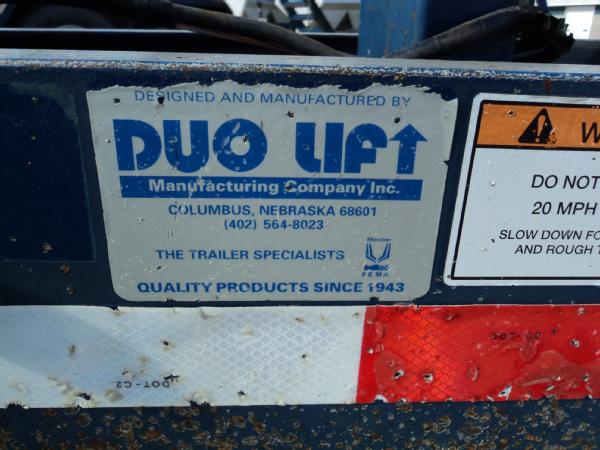 DESIGNED AND MANUFACTURED BY
DUO LIFT
Manufacturing Company Inc.
COLUMBUS, NEBRASKA 68601
(402) 564-8023
THE TRAILER SPECIALISTS
Member
FEMA
QUALITY PRODUCTS SINCE 1943
W
DO NOT
20 MPH
SLOW DOWN FO
AND ROUGH T
DOT-C2